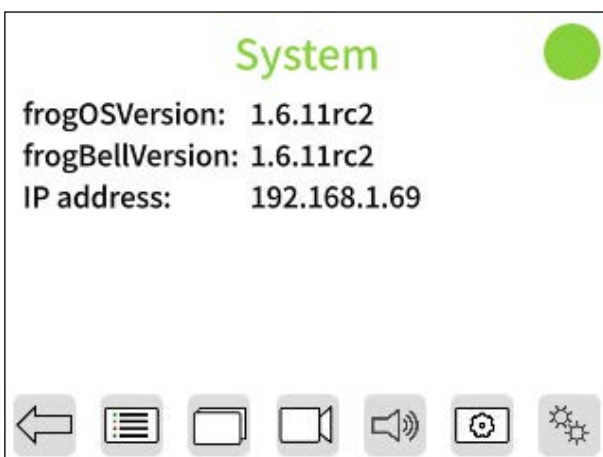 System
frogOSVersion: 1.6.11rc2
frogBellVersion: 1.6.11rc2
IP address: 192.168.1.69